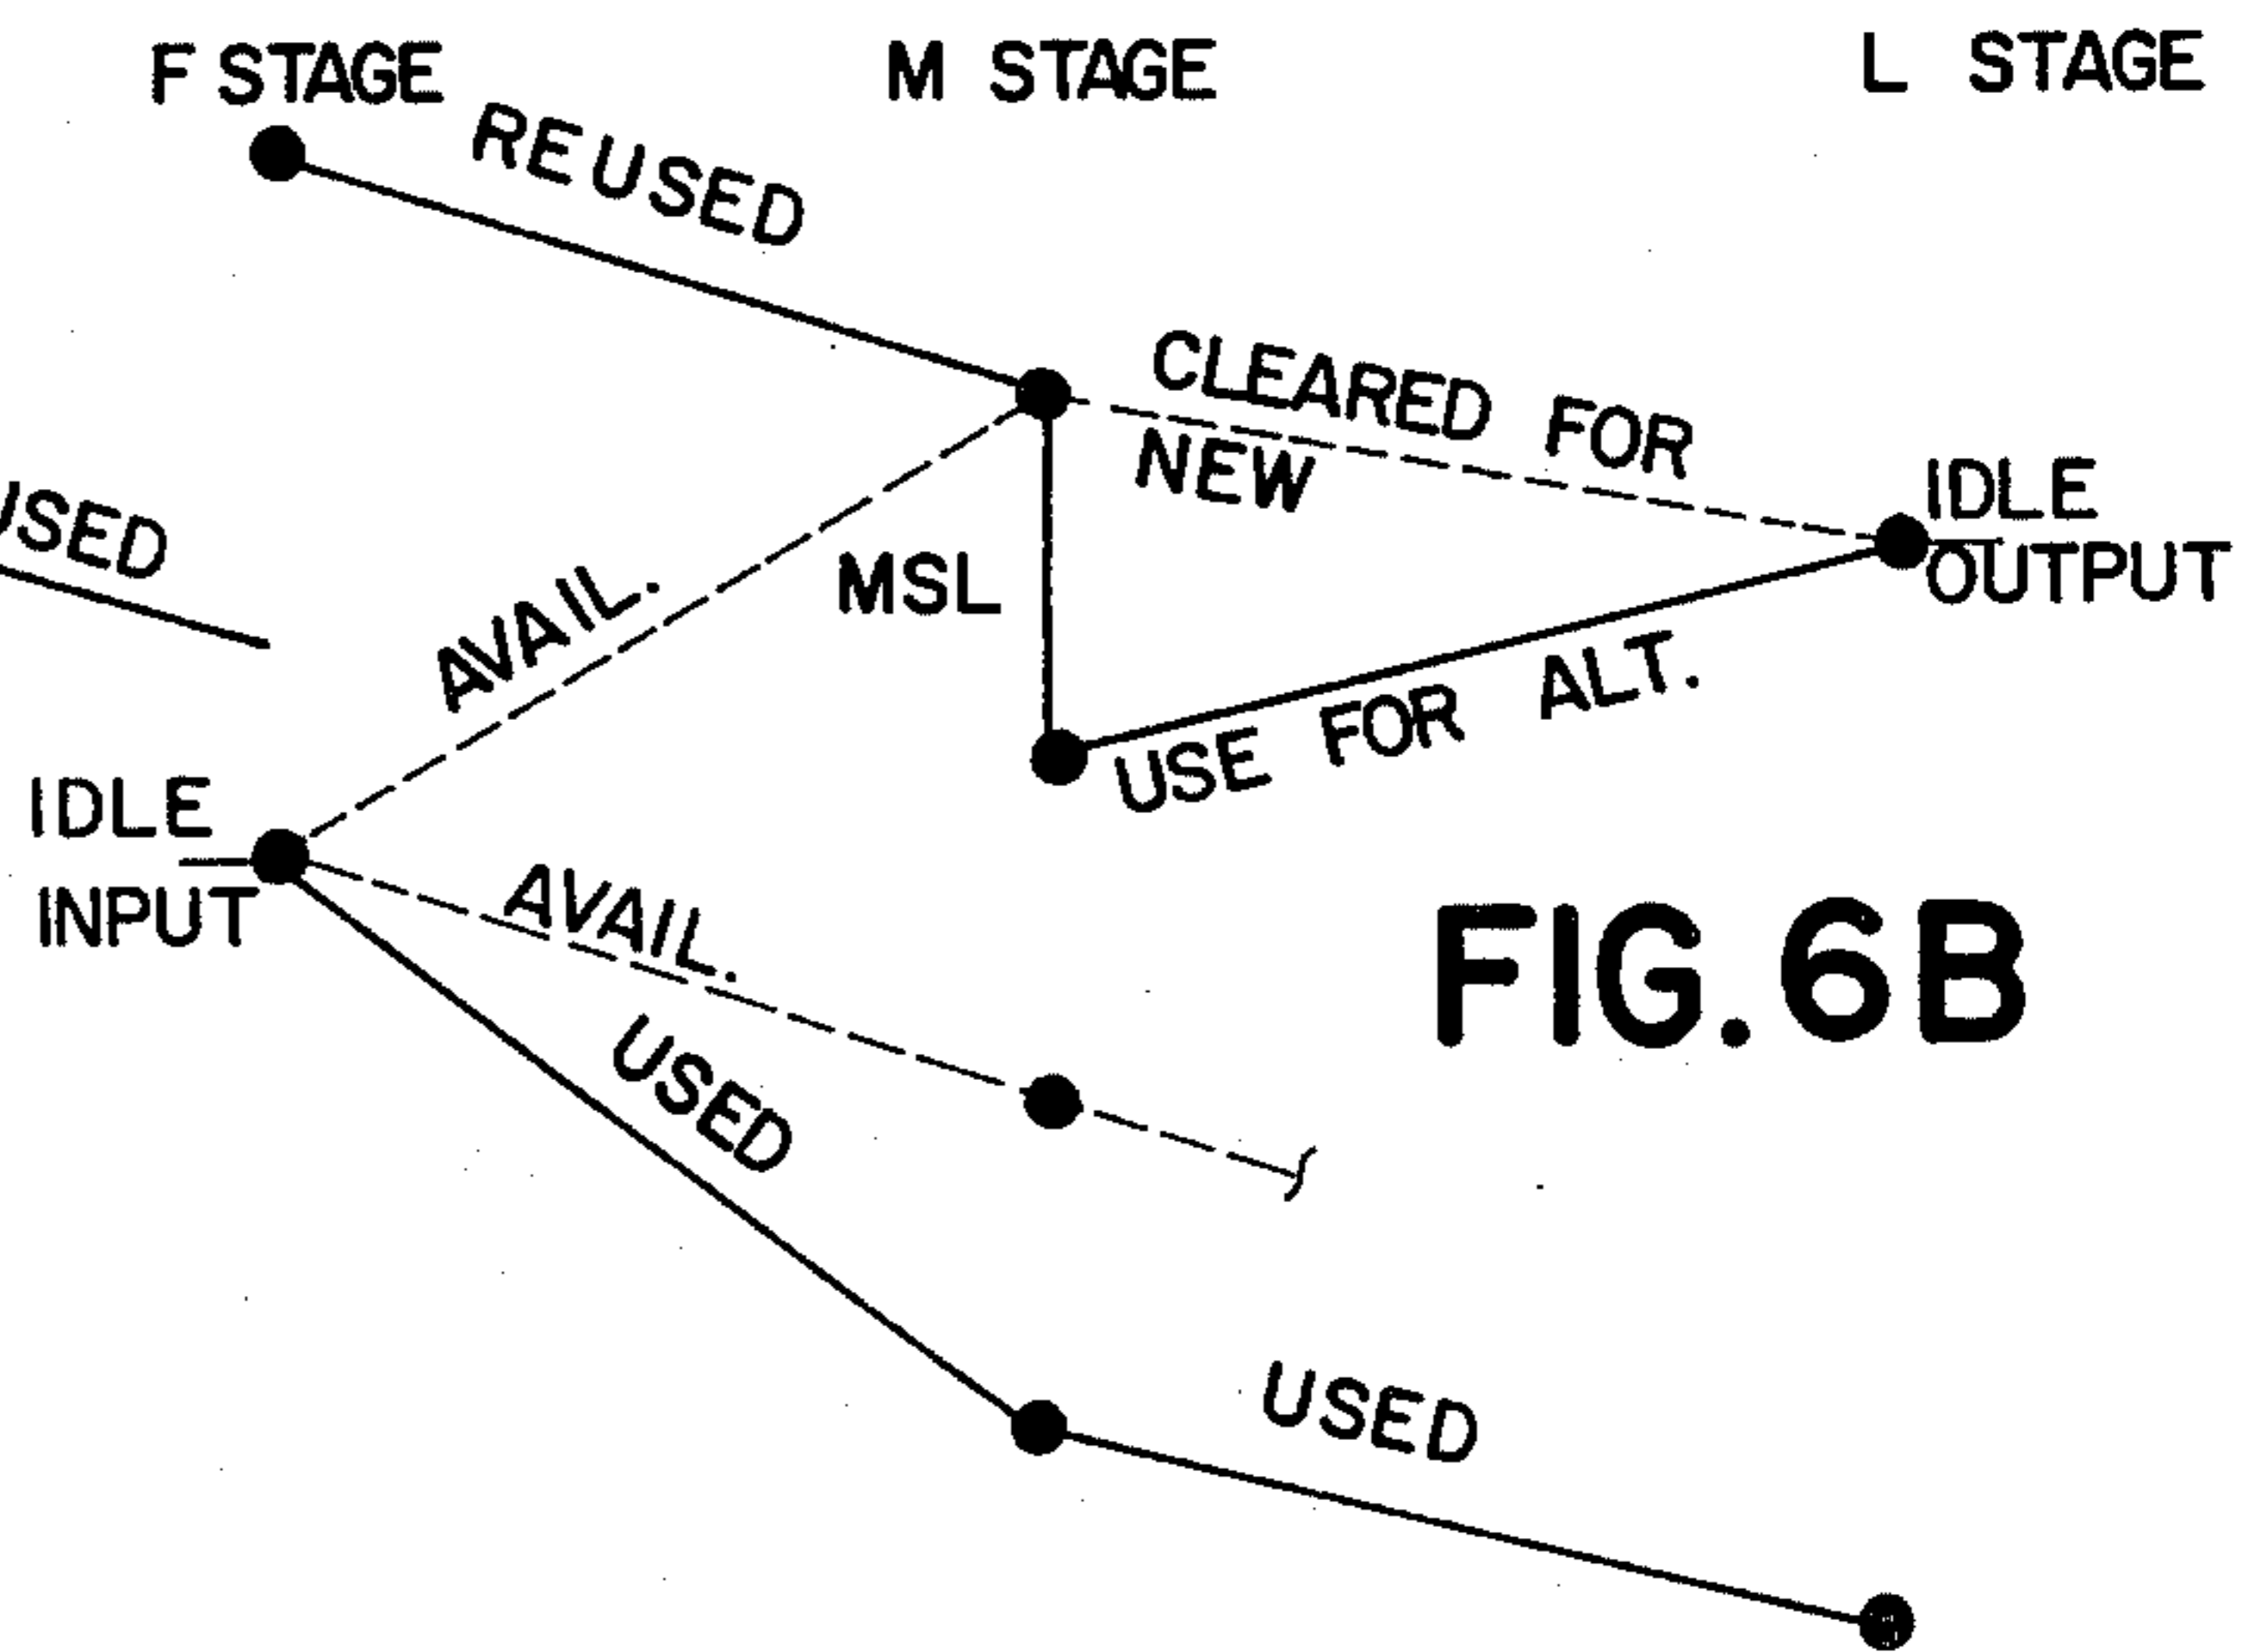 F STAGE
M STAGE
L STAGE
REUSED
CLEARED FOR
NEW
IDLE
OUTPUT
MSL
AVAIL.
USE FOR ALT.
IDLE
INPUT
AVAIL.
USED
FIG. 6B
USED